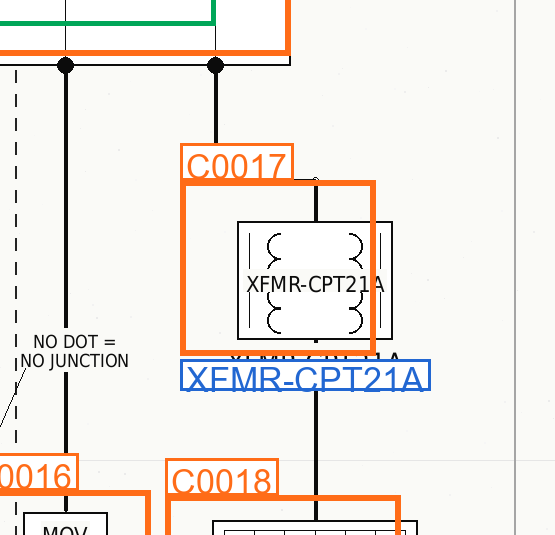 C0017
XFMR-CPT21A
NO DOT =
NO JUNCTION
XFMR-CPT21A
0016
C0018
MOV